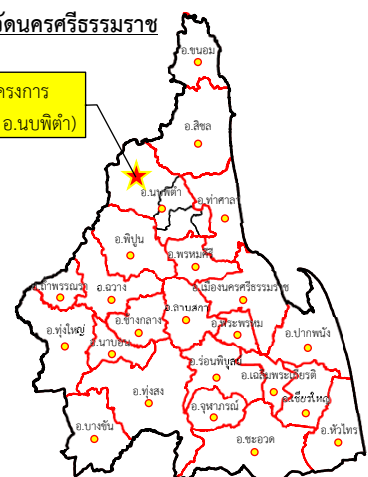 จังหวัดนครศรีธรรมราช
อ.ขนอม
โครงการ
อ.นบพิตำ)
อ.สิชล
อ.นบพิตำ
อ.ท่าศาลา
อ.พิปูน
อ.พรหมคีรี
อ.ถ้ำพรรณรา
อ.ฉวาง
อ.เมืองนครศรีธรรมราช
อ.ช้างกลาง
อ.ลานสกา
อ.พระพรหม
อ.ปากพนัง
อ.ทุ่งใหญ่
อ.นาบอน
อ.ร่อนพิบูลย์
อ.เฉลิมพระเกียรติ
อ.ทุ่งสง
อ.จุฬาภรณ์
อ.เชียรใหญ่
อ.บางขัน
อ.ชะอวด
อ.หัวไทร